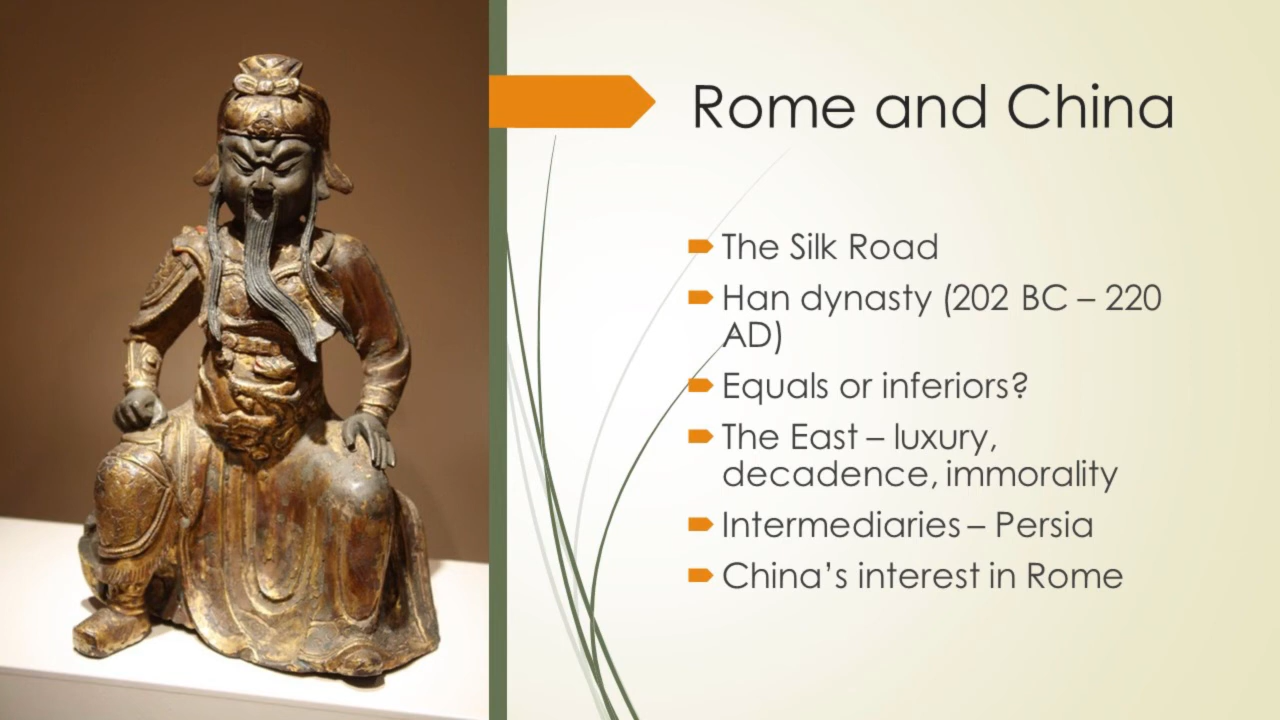 Rome and China
The Silk Road
Han dynasty (202 BC – 220
AD)
Equals or inferiors?
The East – luxury,
decadence, immorality
Intermediaries – Persia
China’s interest in Rome